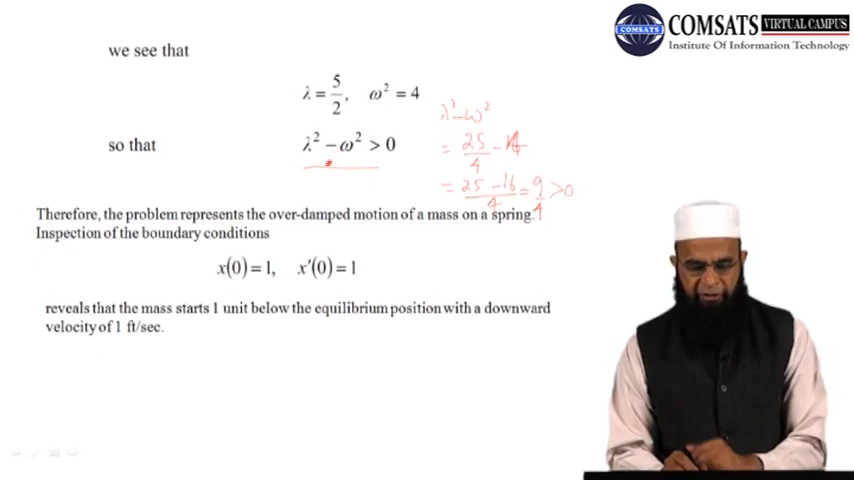 COMSATS VIRTUAL CAMPUS
COMSATS
Institute Of Information Technology
we see that
λ = 5/2, ω² = 4
so that λ² − ω² > 0
λ² − ω²
= 25/4 − 4
= 25 − 16/4 = 9/4 > 0
Therefore, the problem represents the over-damped motion of a mass on a spring.
Inspection of the boundary conditions
x(0) = 1, x′(0) = 1
reveals that the mass starts 1 unit below the equilibrium position with a downward
velocity of 1 ft/sec.